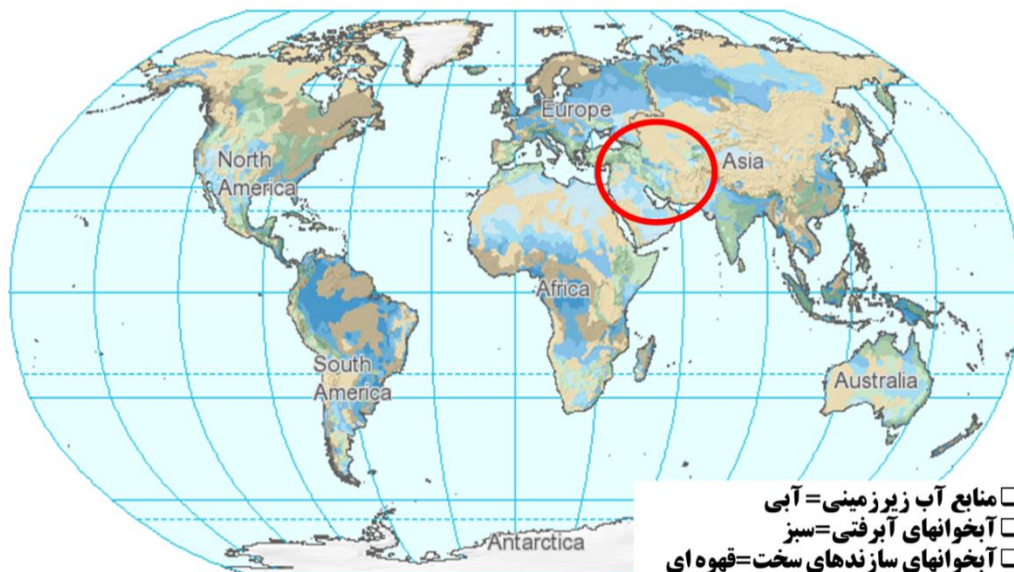 Europe
North
America
Asia
Africa
South
America
Australia
Antarctica
□ منابع آب زیرزمینی=آبی
□ آبخوانهای آبرفتی=سبز
□ آبخوانهای سازندهای سخت=قهوه ای